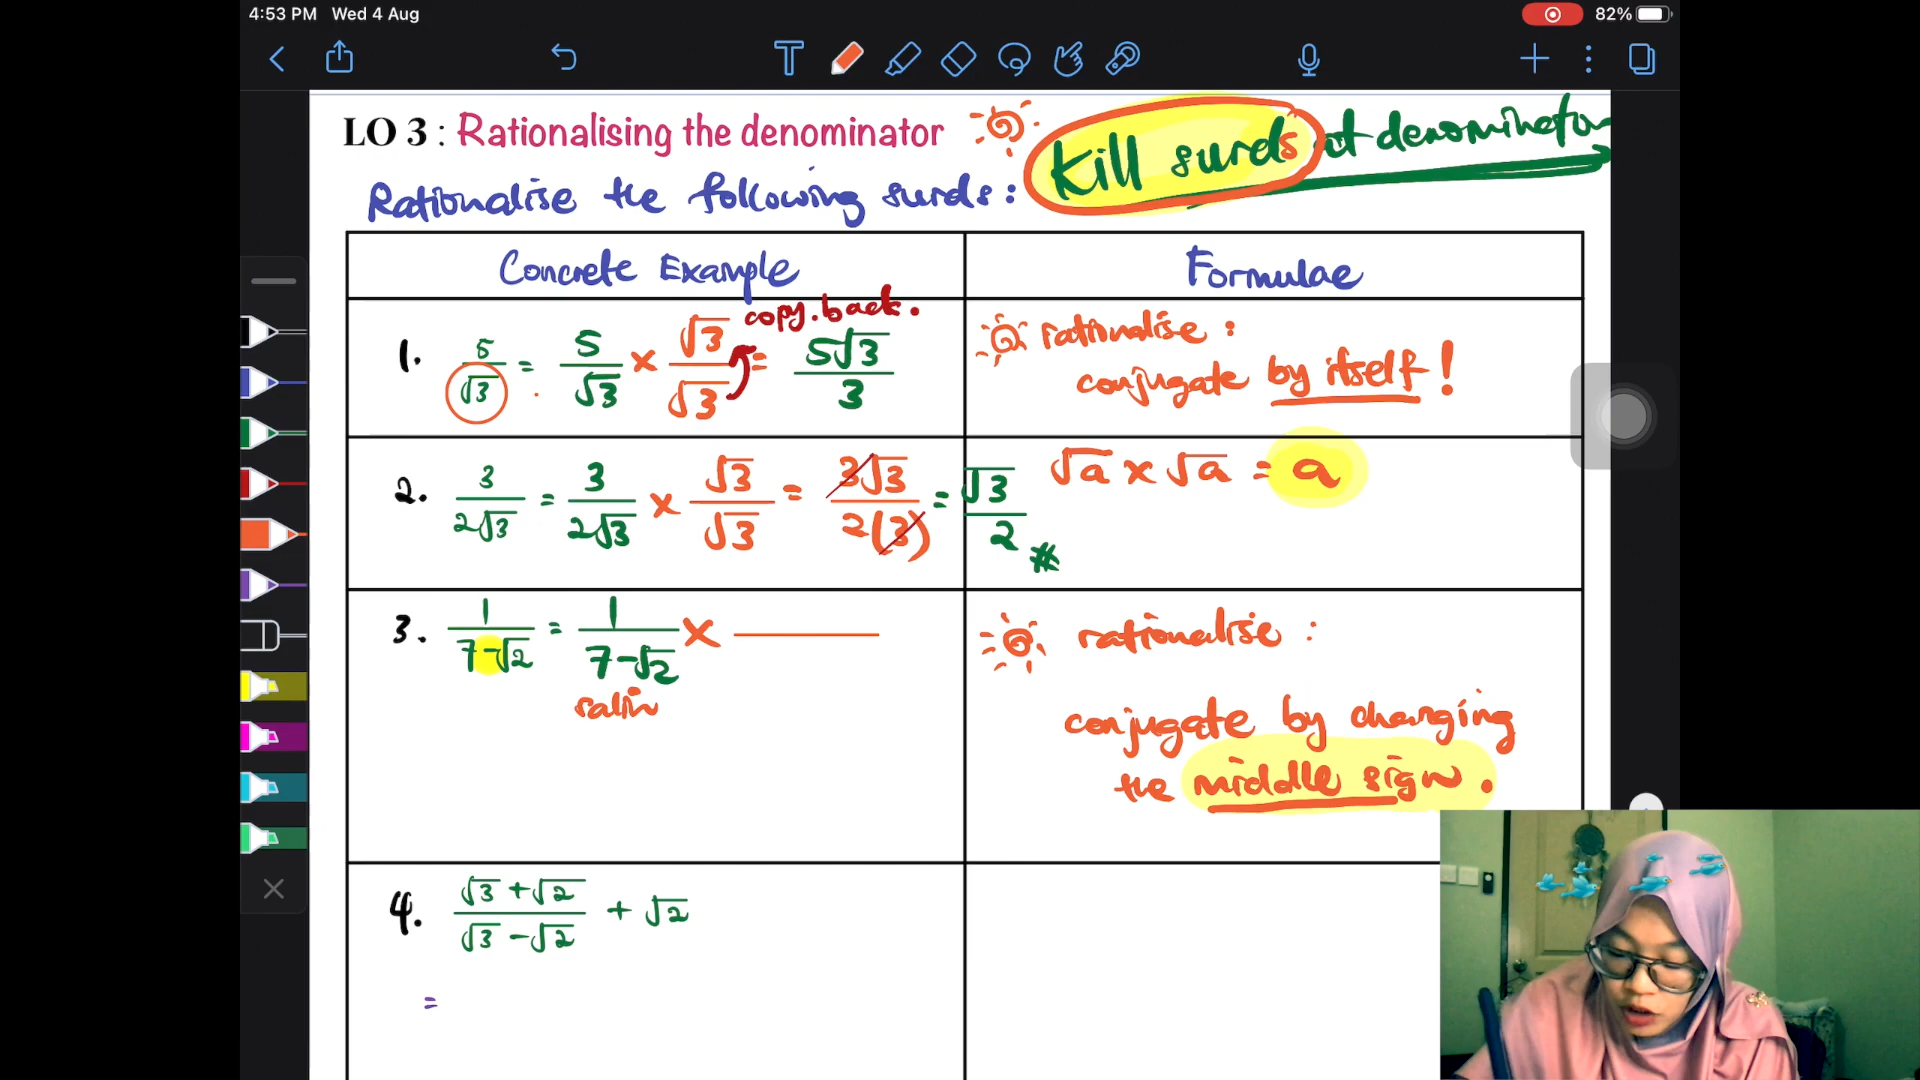 4:53 PM Wed 4 Aug
82%
LO 3 : Rationalising the denominator
Kill surds at denominator
Rationalise the following surds :
Concrete Example
Formulae
copy back.
1. 5/√3 = 5/√3 × √3/√3 = 5√3/3
rationalise :
conjugate by itself !
2. 3/2√3 = 3/2√3 × √3/√3 = 3√3/2(3) = √3/2 #
√a × √a = a
3. 1/7-√2 = 1/7-√2 ×
salin
rationalise :
conjugate by changing
the middle sign.
4. √3 + √2/√3 - √2 + √2
=